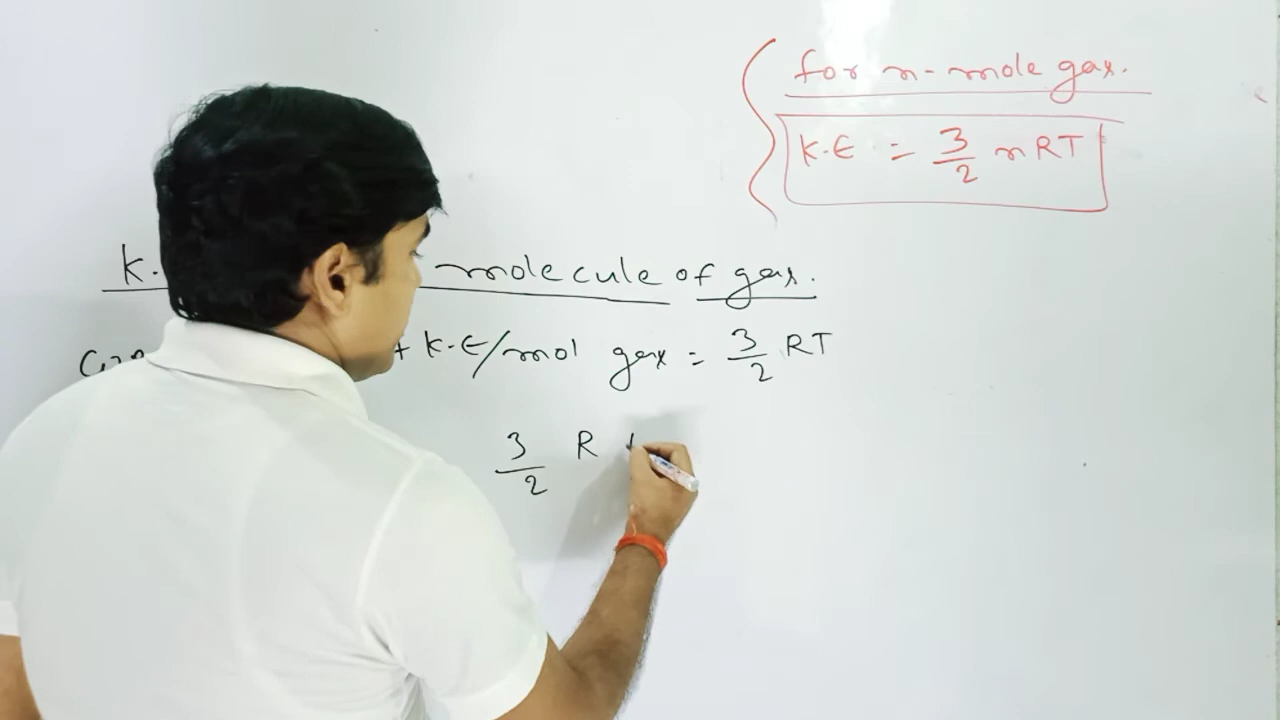 for n-mole gas.
K.E = 3/2 nRT
K. molecule of gas.
K.E/mol gas = 3/2 RT
3/2 R